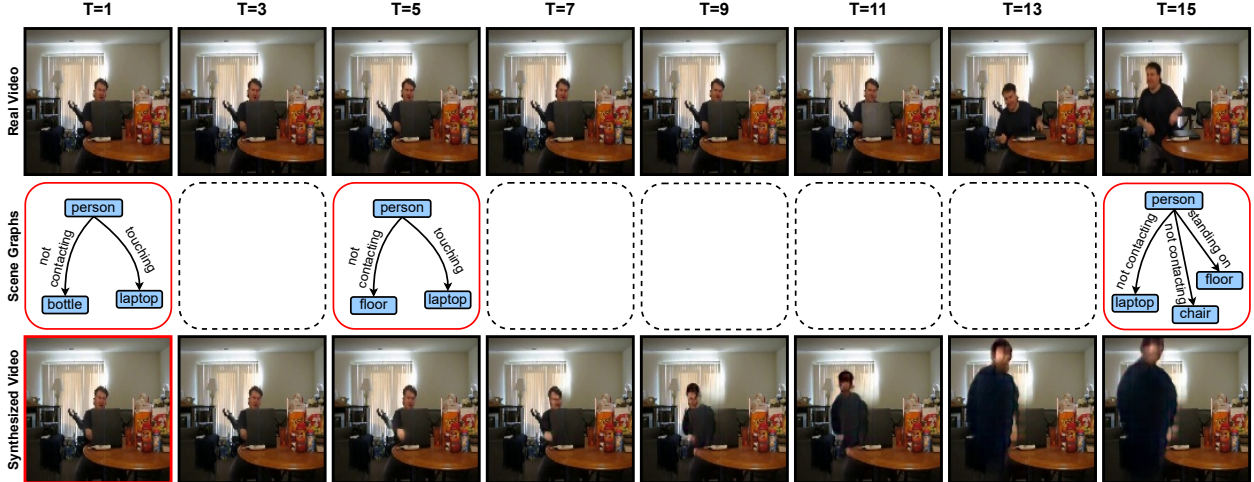 T=1 T=3 T=5 T=7 T=9 T=11 T=13 T=15
Real Video
Scene Graphs
person
not contacting
touching
bottle
laptop
person
not contacting
touching
floor
laptop
person
not contacting
not contacting
standing on
laptop
chair
floor
Synthesized Video